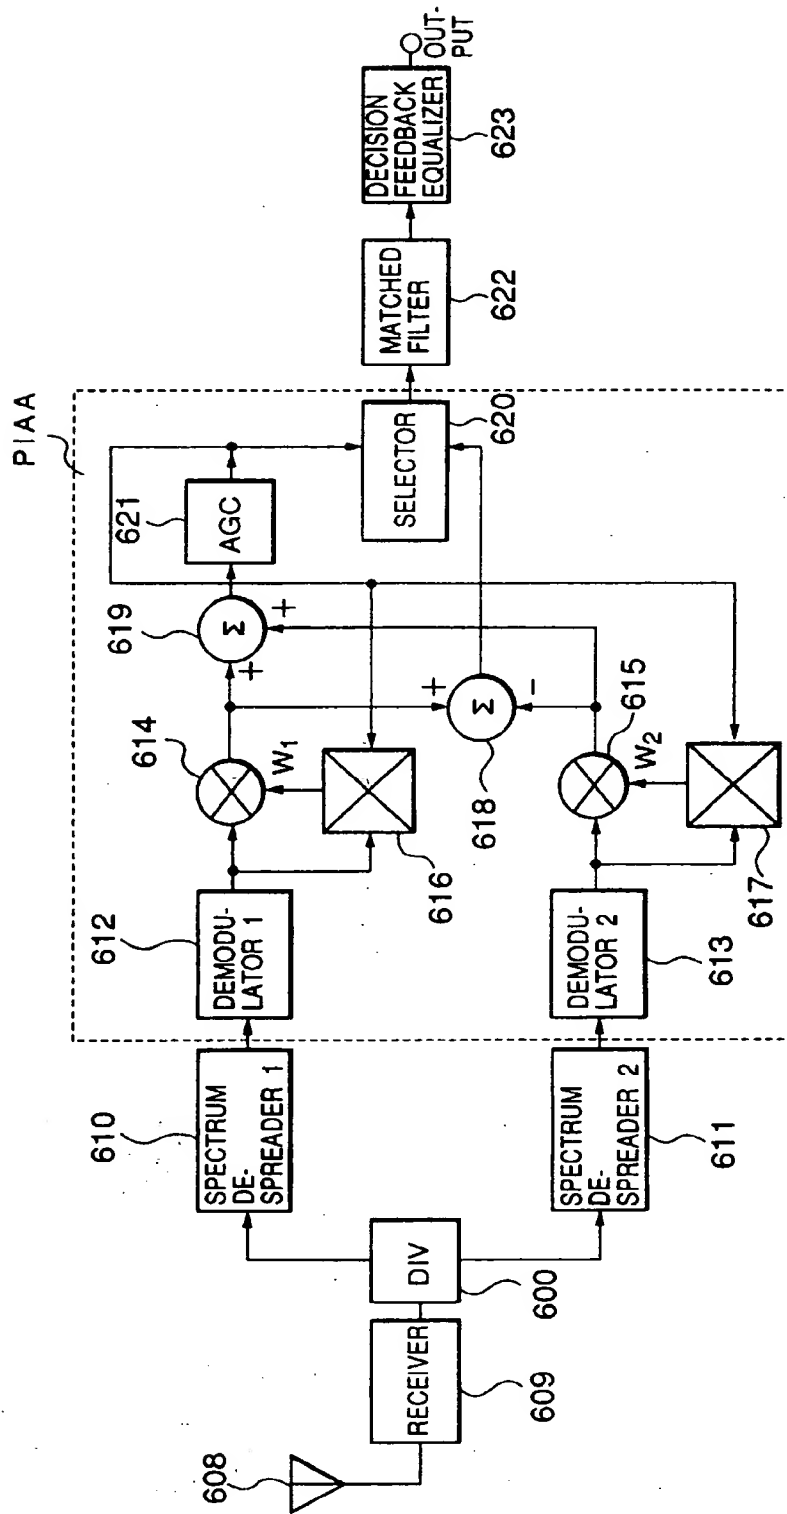 PIAA
608
RECEIVER
609
DIV
600
610
SPECTRUM
DE-
SPREADER 1
SPECTRUM
DE-
SPREADER 2
611
612
DEMODU-
LATOR 1
DEMODU-
LATOR 2
613
614
W1
616
615
W2
617
619
Σ
+
+
Σ
+
-
618
621
AGC
SELECTOR
620
MATCHED
FILTER
622
DECISION
FEEDBACK
EQUALIZER
623
OUT-
PUT